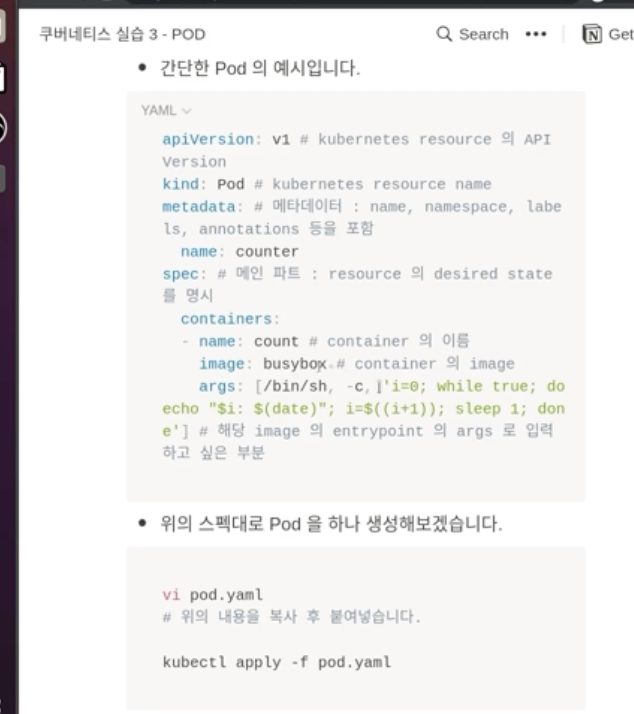 쿠버네티스 실습 3 - POD
Search
Get
• 간단한 Pod 의 예시입니다.
YAML
apiVersion: v1 # kubernetes resource 의 API
Version
kind: Pod # kubernetes resource name
metadata: # 메타데이터 : name, namespace, labe
ls, annotations 등을 포함
name: counter
spec: # 메인 파트 : resource 의 desired state
를 명시
containers:
- name: count # container 의 이름
image: busybox # container 의 image
args: [/bin/sh, -c, 'i=0; while true; do
echo "$i: $(date)"; i=$((i+1)); sleep 1; don
e'] # 해당 image 의 entrypoint 의 args 로 입력
하고 싶은 부분
• 위의 스펙대로 Pod 을 하나 생성해보겠습니다.
vi pod.yaml
# 위의 내용을 복사 후 붙여넣습니다.
kubectl apply -f pod.yaml